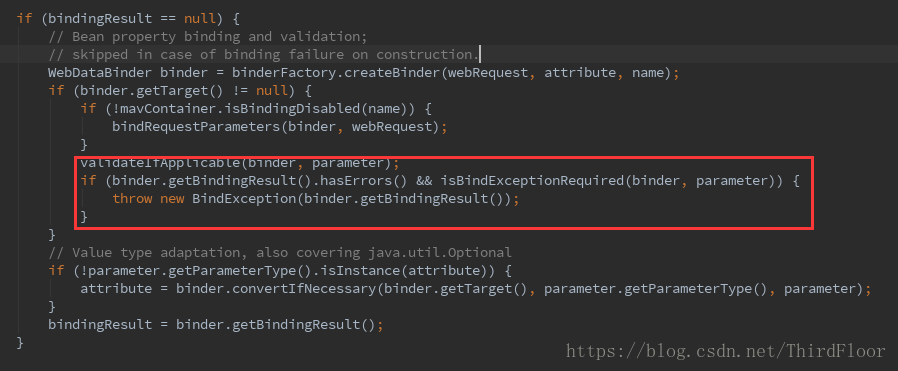 if (bindingResult == null) {
// Bean property binding and validation;
// skipped in case of binding failure on construction.
WebDataBinder binder = binderFactory.createBinder(webRequest, attribute, name);
if (binder.getTarget() != null) {
if (!mavContainer.isBindingDisabled(name)) {
bindRequestParameters(binder, webRequest);
}
validateIfApplicable(binder, parameter);
if (binder.getBindingResult().hasErrors() && isBindExceptionRequired(binder, parameter)) {
throw new BindException(binder.getBindingResult());
}
}
// Value type adaptation, also covering java.util.Optional
if (!parameter.getParameterType().isInstance(attribute)) {
attribute = binder.convertIfNecessary(binder.getTarget(), parameter.getParameterType(), parameter);
}
bindingResult = binder.getBindingResult();
}
https://blog.csdn.net/ThirdFloor